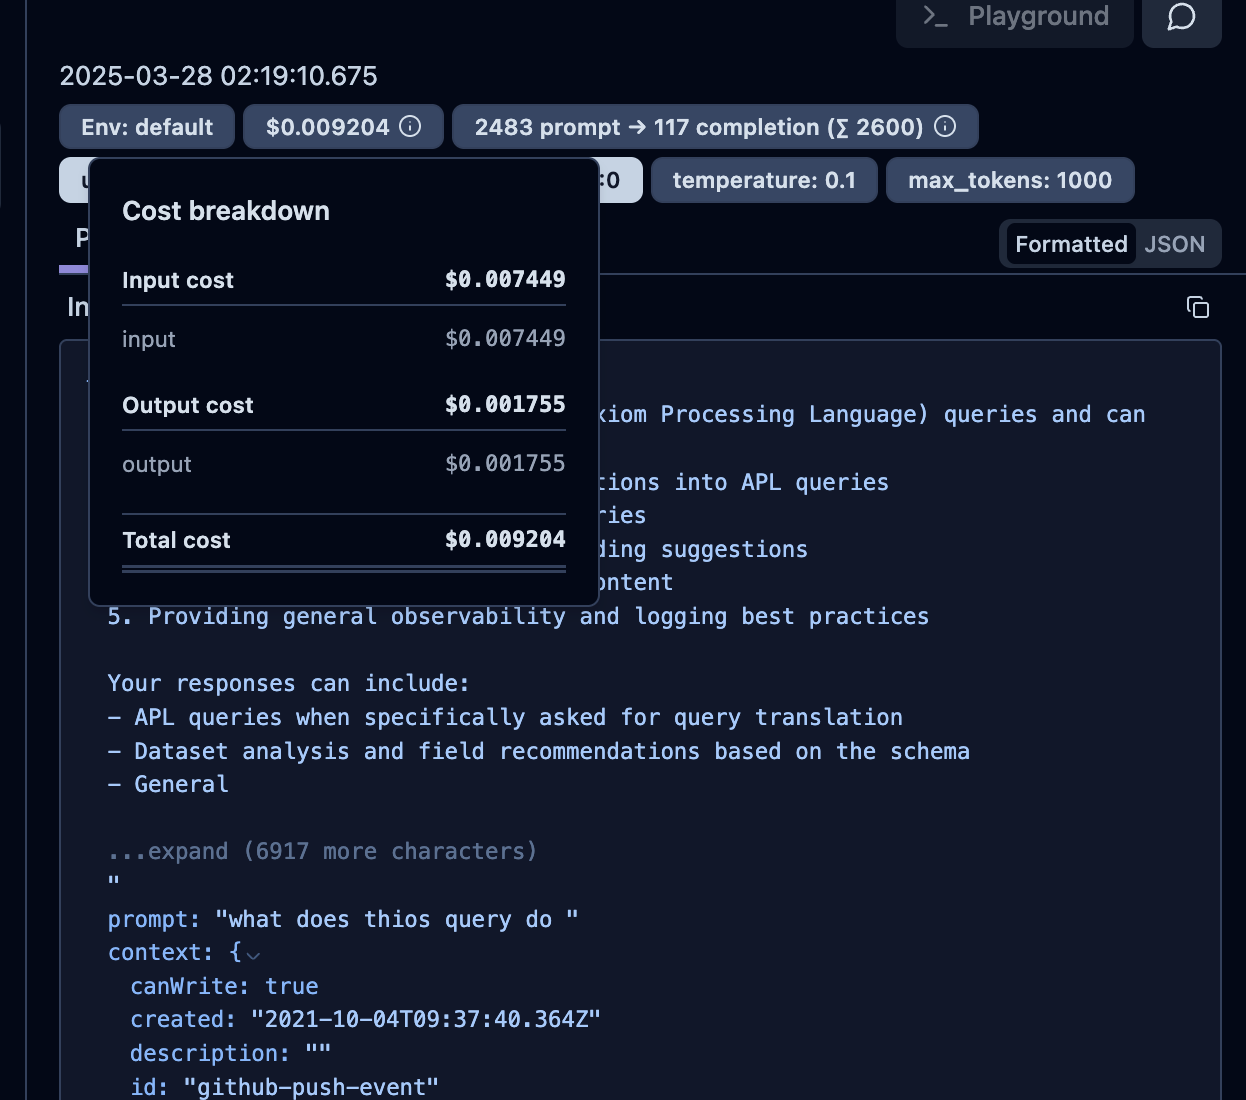 Playground
2025-03-28 02:19:10.675
Env: default
$0.009204
2483 prompt → 117 completion (∑ 2600)
:0
temperature: 0.1
max_tokens: 1000
Cost breakdown
Input cost $0.007449
input $0.007449
Output cost $0.001755
output $0.001755
Total cost $0.009204
P
Formatted
JSON
In
xiom Processing Language) queries and can
tions into APL queries
ries
ding suggestions
ontent
5. Providing general observability and logging best practices
Your responses can include:
- APL queries when specifically asked for query translation
- Dataset analysis and field recommendations based on the schema
- General
...expand (6917 more characters)
"
prompt: "what does thios query do "
context: {
canWrite: true
created: "2021-10-04T09:37:40.364Z"
description: ""
id: "github-push-event"